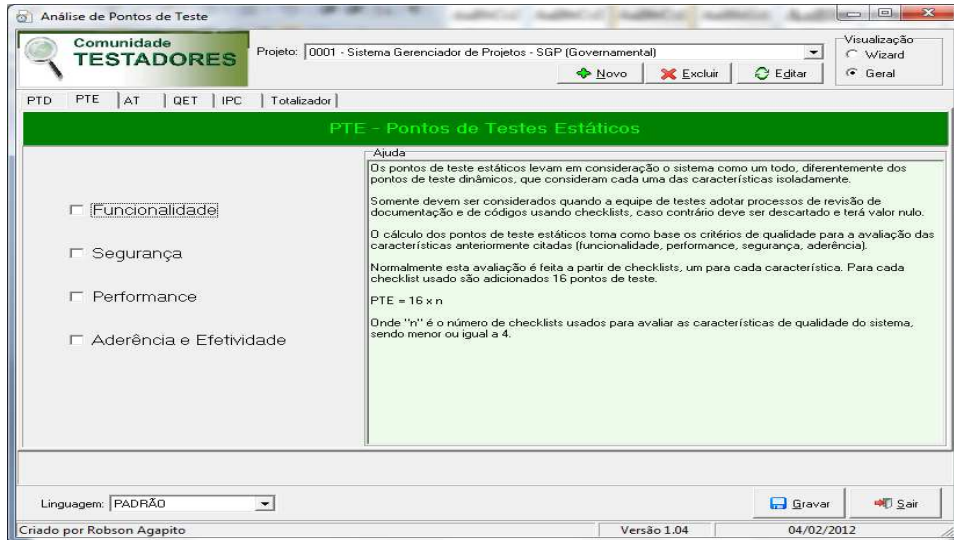 Análise de Pontos de Teste
Comunidade
TESTADORES
Projeto: 0001 - Sistema Gerenciador de Projetos - SGP (Governamental)
Novo Excluir Editar
Visualização
Wizard
Geral
PTD PTE AT QET IPC Totalizador
PTE - Pontos de Testes Estáticos
Funcionalidade
Segurança
Performance
Aderência e Efetividade
Ajuda
Os pontos de teste estáticos levam em consideração o sistema como um todo, diferentemente dos
pontos de teste dinâmicos, que consideram cada uma das características isoladamente.
Somente devem ser considerados quando a equipe de testes adotar processos de revisão de
documentação e de códigos usando checklists, caso contrário deve ser descartado e terá valor nulo.
O cálculo dos pontos de teste estáticos toma como base os critérios de qualidade para a avaliação das
características anteriormente citadas (funcionalidade, performance, segurança, aderência).
Normalmente esta avaliação é feita a partir de checklists, um para cada característica. Para cada
checklist usado são adicionados 16 pontos de teste.
PTE = 16 x n
Onde "n" é o número de checklists usados para avaliar as características de qualidade do sistema,
sendo menor ou igual a 4.
Linguagem: PADRÃO
Gravar Sair
Criado por Robson Agapito Versão 1.04 04/02/2012